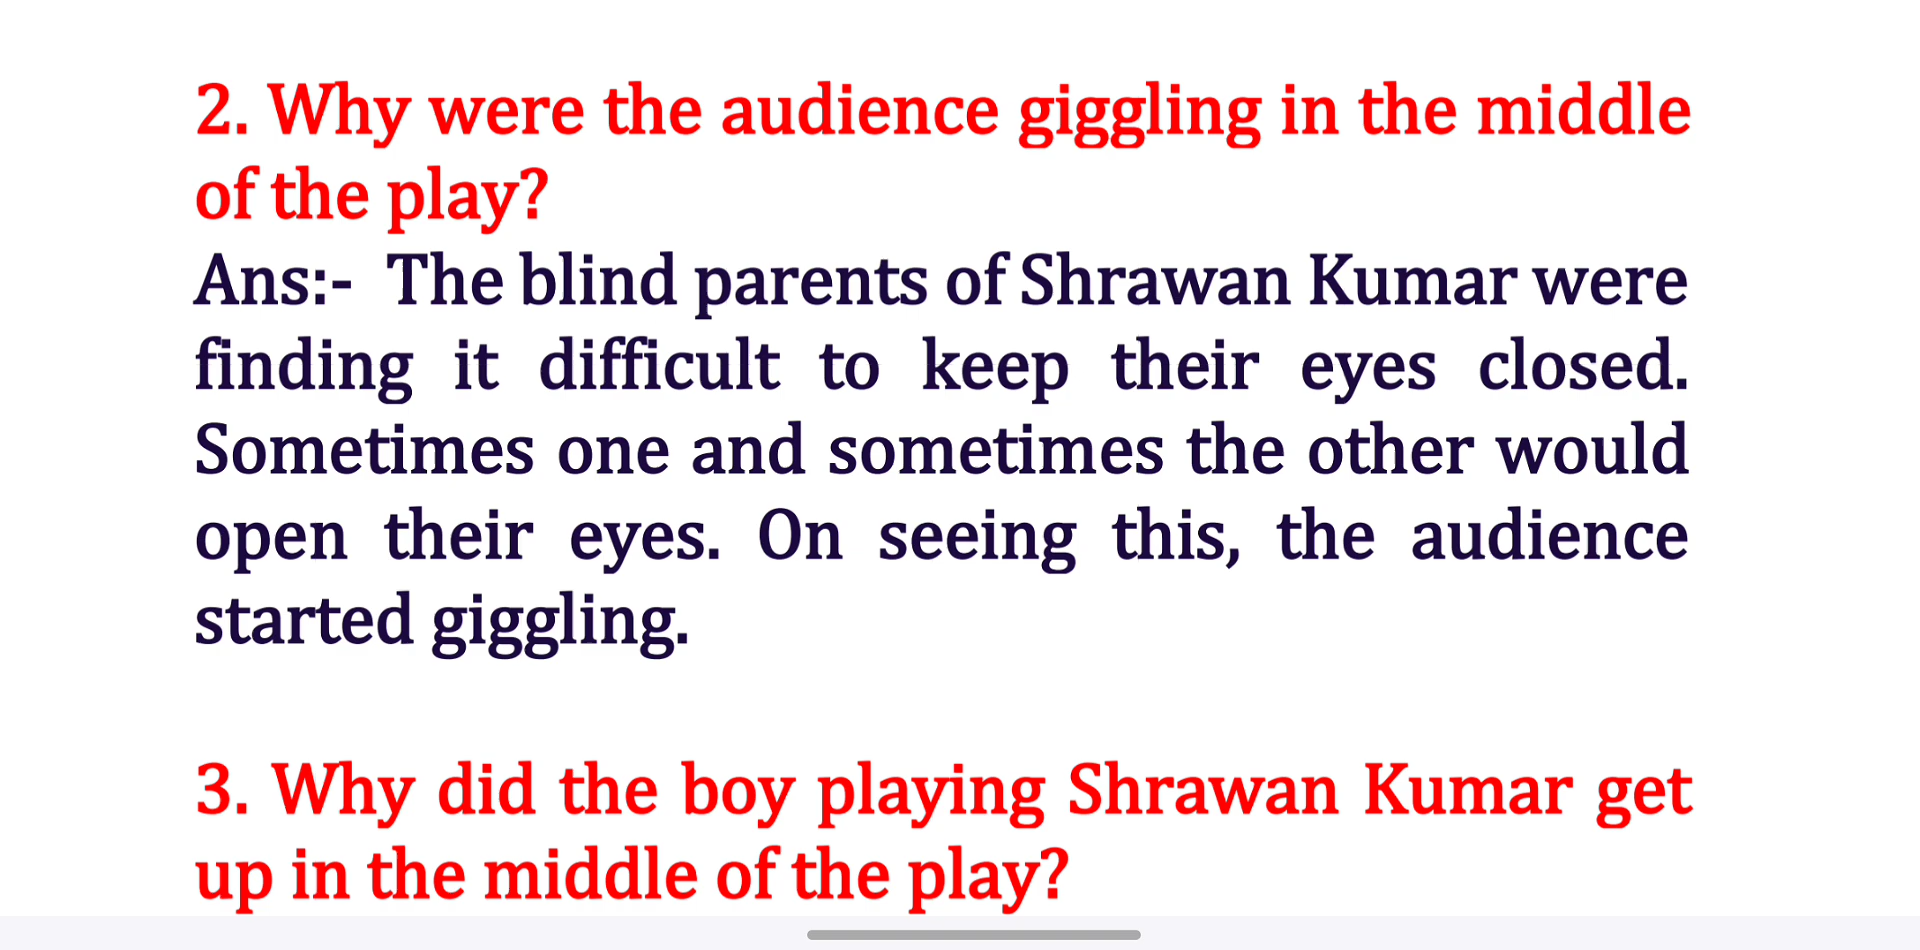 2. Why were the audience giggling in the middle
of the play?
Ans:- The blind parents of Shrawan Kumar were
finding it difficult to keep their eyes closed.
Sometimes one and sometimes the other would
open their eyes. On seeing this, the audience
started giggling.
3. Why did the boy playing Shrawan Kumar get
up in the middle of the play?